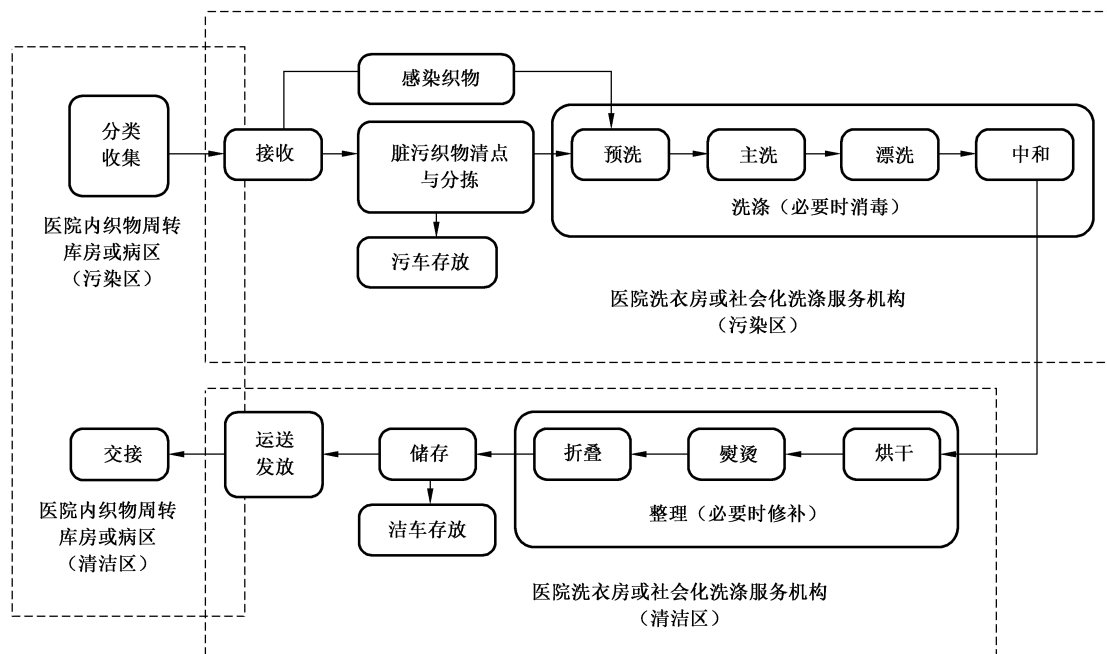 感染织物
分类
收集
接收
脏污织物清点
与分拣
预洗
主洗
漂洗
中和
洗涤（必要时消毒）
医院内织物周转
库房或病区
（污染区）
污车存放
医院洗衣房或社会化洗涤服务机构
（污染区）
交接
运送
发放
储存
折叠
熨烫
烘干
整理（必要时修补）
洁车存放
医院内织物周转
库房或病区
（清洁区）
医院洗衣房或社会化洗涤服务机构
（清洁区）